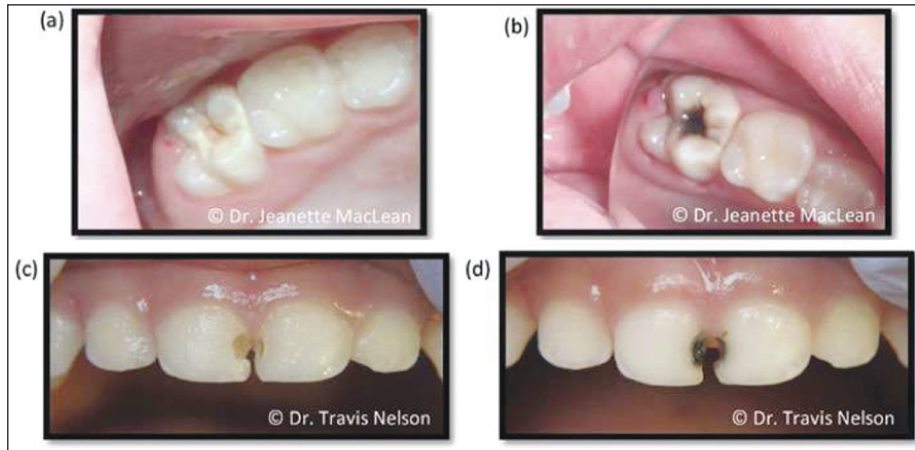 (a)
(b)
© Dr. Jeanette MacLean
© Dr. Jeanette MacLean
(c)
(d)
© Dr. Travis Nelson
© Dr. Travis Nelson